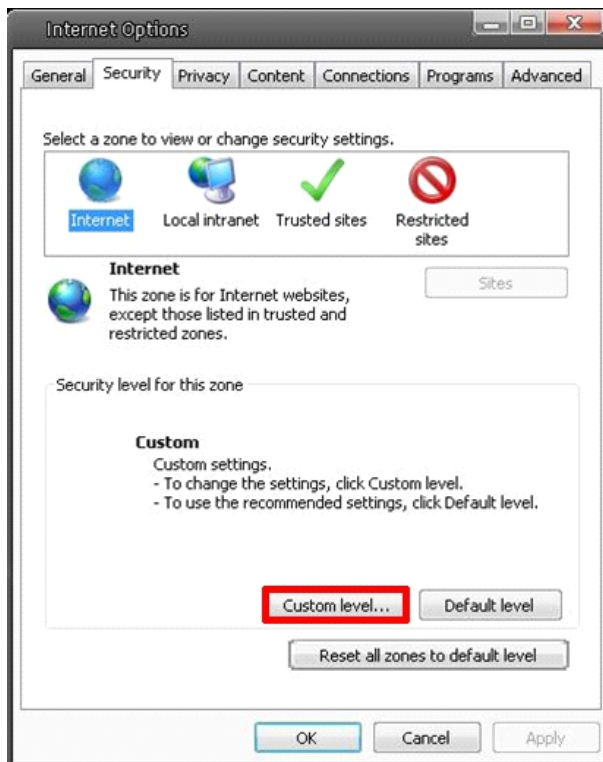 Internet Options
General Security Privacy Content Connections Programs Advanced
Select a zone to view or change security settings.
Internet Local intranet Trusted sites Restricted
sites
Internet
Sites
This zone is for Internet websites,
except those listed in trusted and
restricted zones.
Security level for this zone
Custom
Custom settings.
- To change the settings, click Custom level.
- To use the recommended settings, click Default level.
Custom level... Default level
Reset all zones to default level
OK Cancel Apply